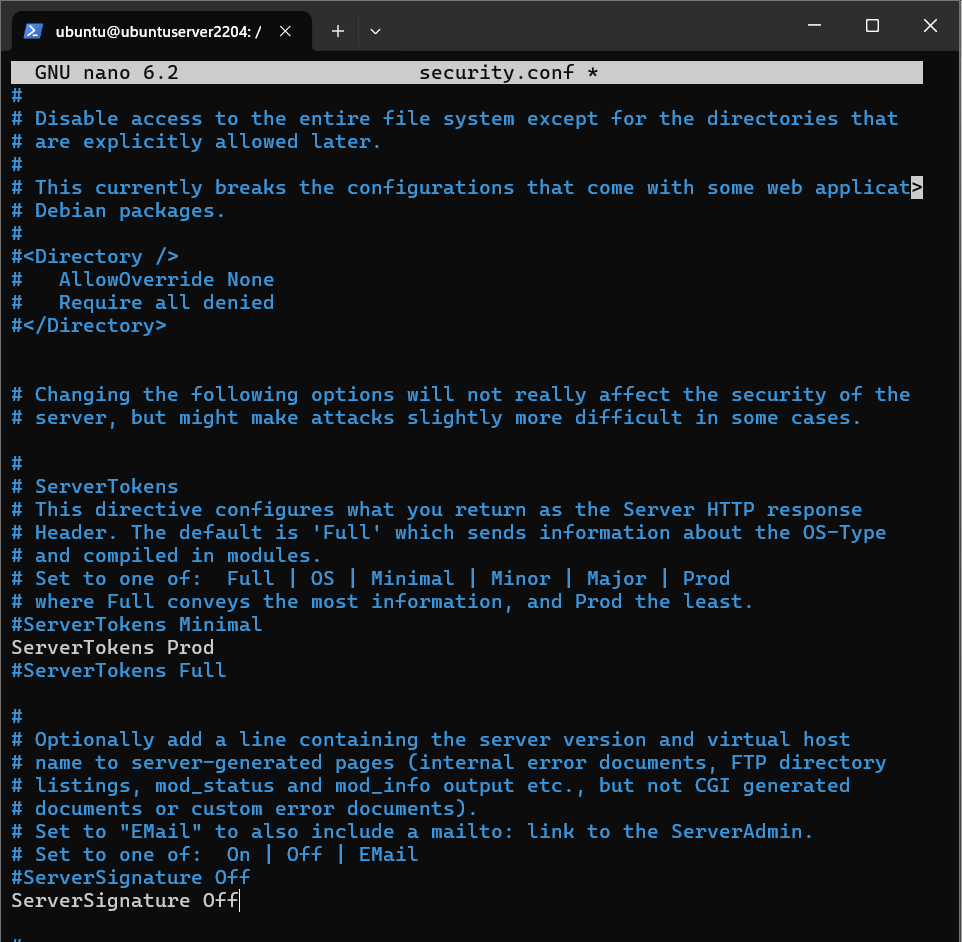 ubuntu@ubuntuserver2204: /
GNU nano 6.2 security.conf *
#
# Disable access to the entire file system except for the directories that
# are explicitly allowed later.
#
# This currently breaks the configurations that come with some web applicat>
# Debian packages.
#
#<Directory />
#   AllowOverride None
#   Require all denied
#</Directory>
# Changing the following options will not really affect the security of the
# server, but might make attacks slightly more difficult in some cases.
#
# ServerTokens
# This directive configures what you return as the Server HTTP response
# Header. The default is 'Full' which sends information about the OS-Type
# and compiled in modules.
# Set to one of:  Full | OS | Minimal | Minor | Major | Prod
# where Full conveys the most information, and Prod the least.
#ServerTokens Minimal
ServerTokens Prod
#ServerTokens Full
#
# Optionally add a line containing the server version and virtual host
# name to server-generated pages (internal error documents, FTP directory
# listings, mod_status and mod_info output etc., but not CGI generated
# documents or custom error documents).
# Set to "EMail" to also include a mailto: link to the ServerAdmin.
# Set to one of:  On | Off | EMail
#ServerSignature Off
ServerSignature Off
#